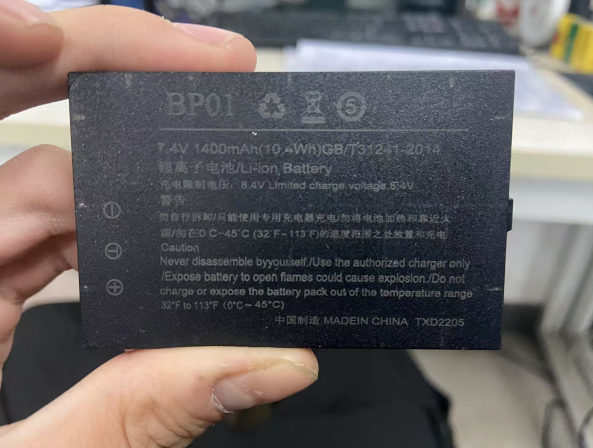 BP01 5
7.4V 1400mAh(10.4Wh)GB/T31241-2014
锂离子电池/Li-ion Battery
充电限制电压：8.4V Limited charge voltage 8.4V
警告
勿自行拆卸/只能使用专用充电器充电/勿将电池加热和靠近火
源/勿在0℃-45℃(32°F-113°F)的温度范围之处放置和充电
Caution
Never disassemble byyourself./Use the authorized charger only
/Expose battery to open flames could cause explosion./Do not
charge or expose the battery pack out of the temperature range
32°F to 113°F (0°C~45°C)
中国制造 MADEIN CHINA TXD2205